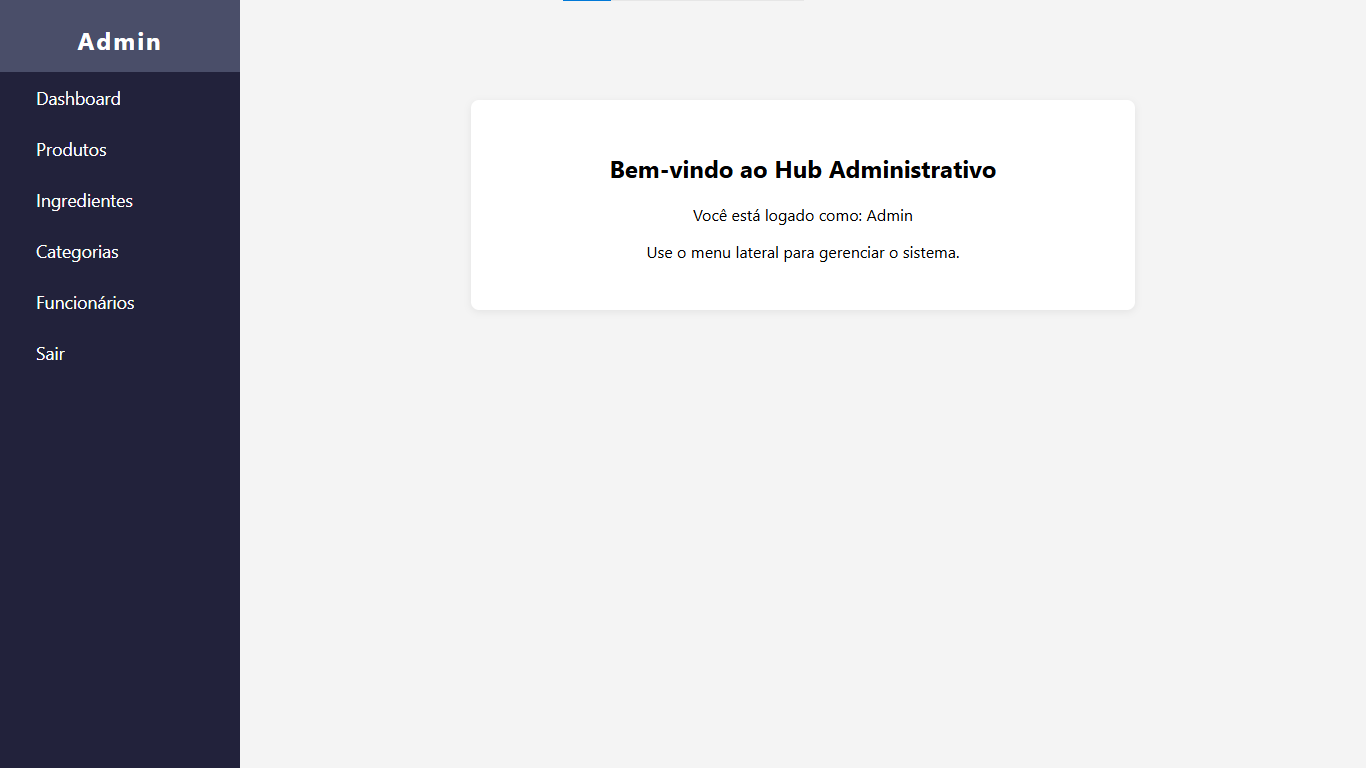 Admin
Dashboard
Produtos
Ingredientes
Categorias
Funcionários
Sair
Bem-vindo ao Hub Administrativo
Você está logado como: Admin
Use o menu lateral para gerenciar o sistema.